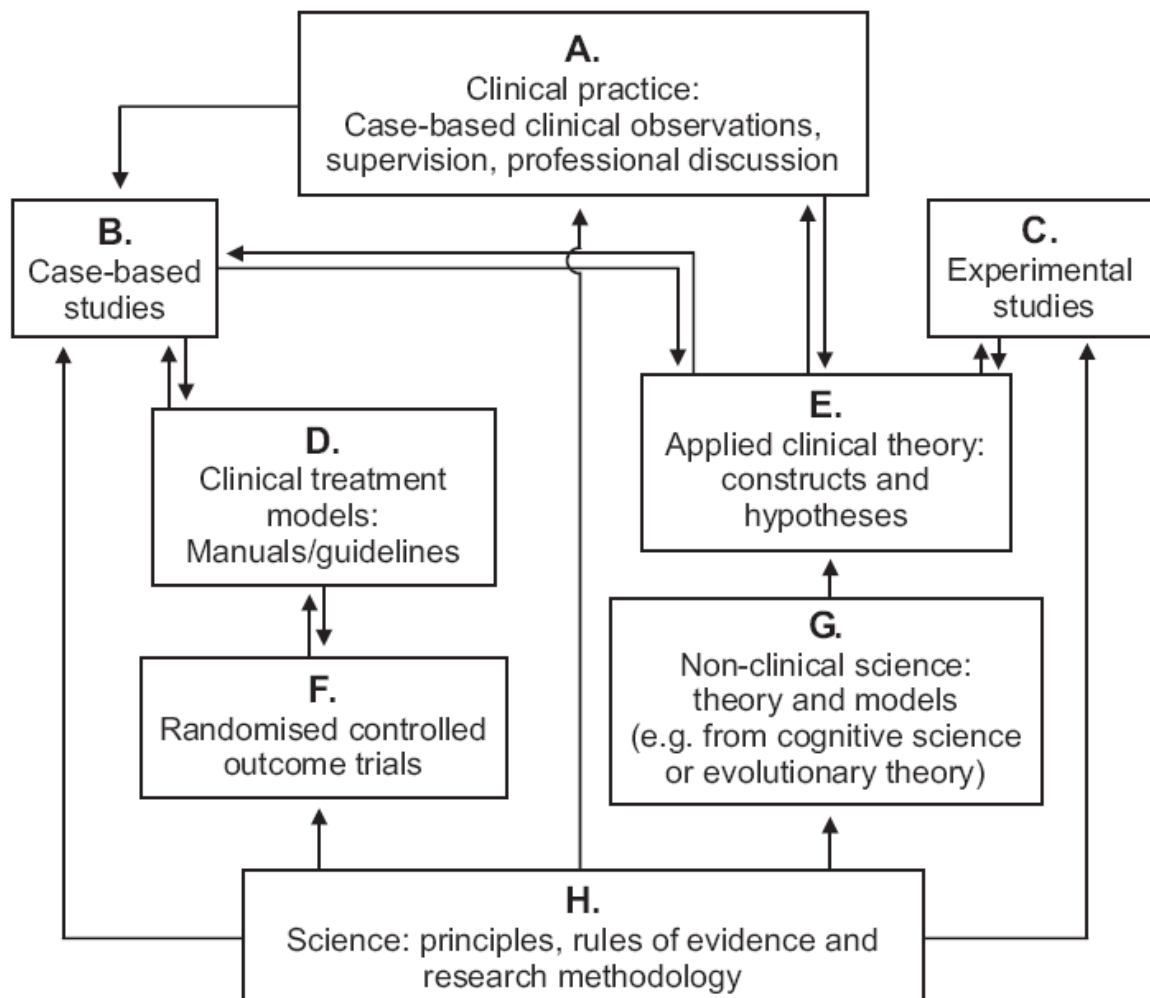 A.
Clinical practice:
Case-based clinical observations,
supervision, professional discussion
B.
Case-based
studies
C.
Experimental
studies
D.
Clinical treatment
models:
Manuals/guidelines
E.
Applied clinical theory:
constructs and
hypotheses
F.
Randomised controlled
outcome trials
G.
Non-clinical science:
theory and models
(e.g. from cognitive science
or evolutionary theory)
H.
Science: principles, rules of evidence and
research methodology